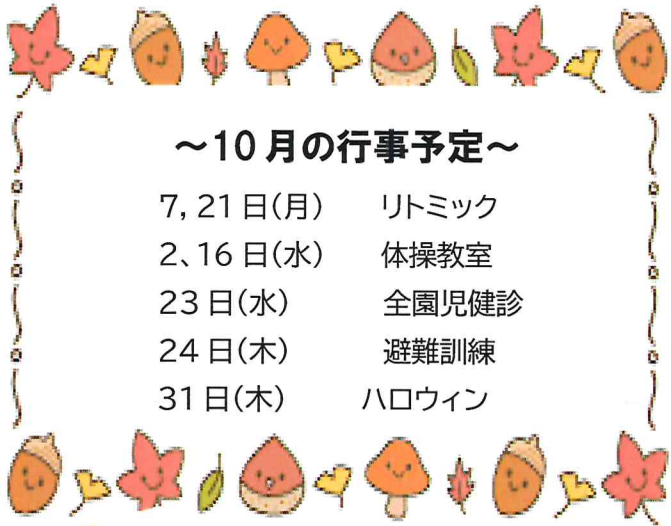 ～10月の行事予定～
7，21日(月)　　リトミック
2、16日(水)　　体操教室
23日(水)　　　全園児健診
24日(木)　　　避難訓練
31日(木)　　　ハロウィン